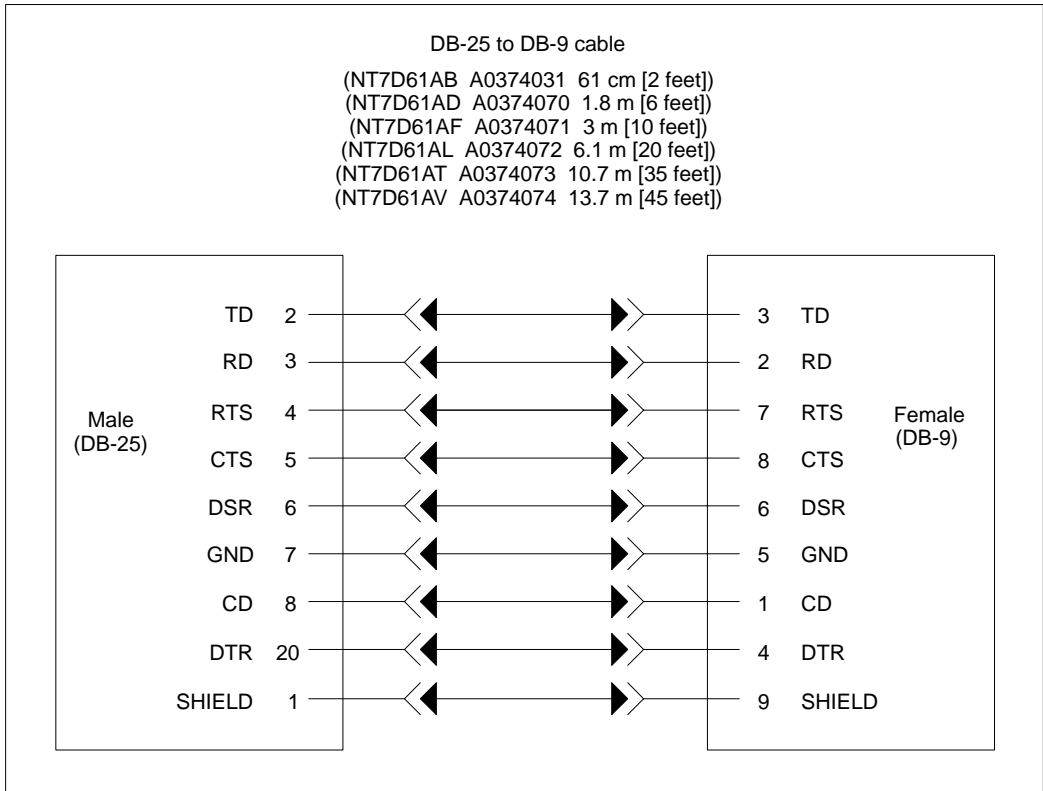 DB-25 to DB-9 cable
(NT7D61AB A0374031 61 cm [2 feet])
(NT7D61AD A0374070 1.8 m [6 feet])
(NT7D61AF A0374071 3 m [10 feet])
(NT7D61AL A0374072 6.1 m [20 feet])
(NT7D61AT A0374073 10.7 m [35 feet])
(NT7D61AV A0374074 13.7 m [45 feet])
TD 2 3 TD
RD 3 2 RD
RTS 4 7 RTS
Male
(DB-25)
Female
(DB-9)
CTS 5 8 CTS
DSR 6 6 DSR
GND 7 5 GND
CD 8 1 CD
DTR 20 4 DTR
SHIELD 1 9 SHIELD